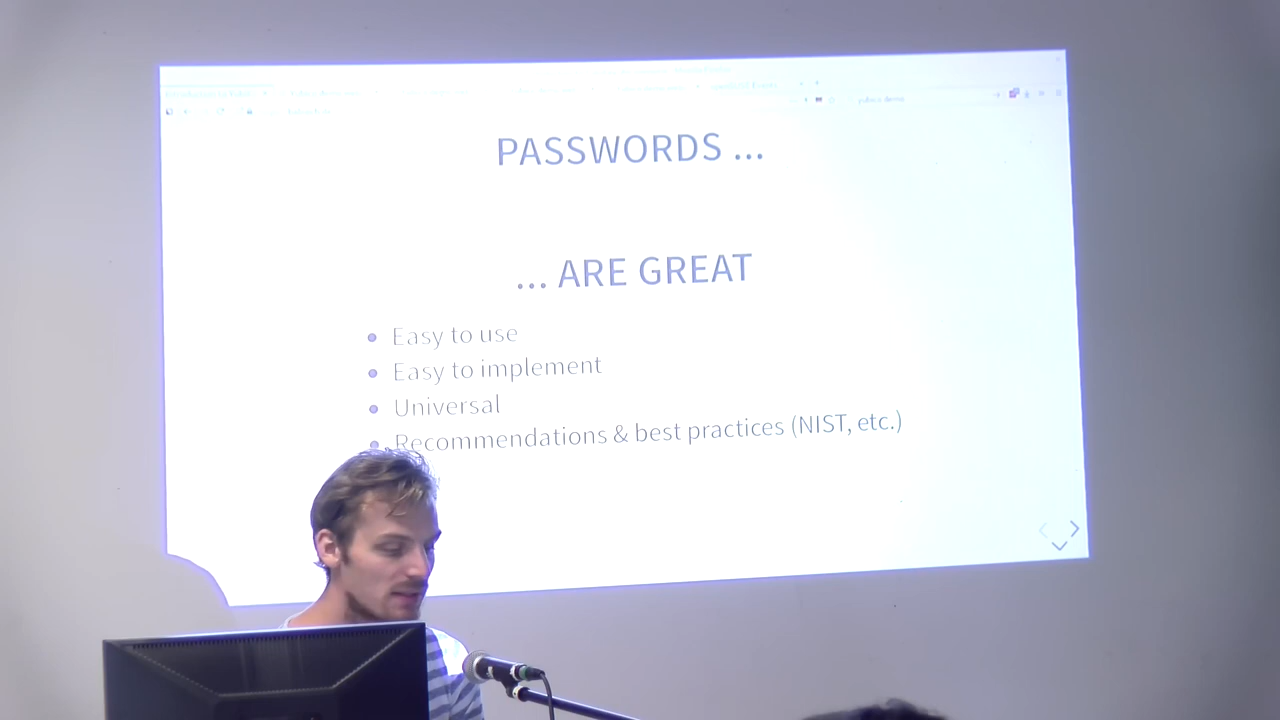 PASSWORDS ...
... ARE GREAT
Easy to use
Easy to implement
Universal
Recommendations & best practices (NIST, etc.)